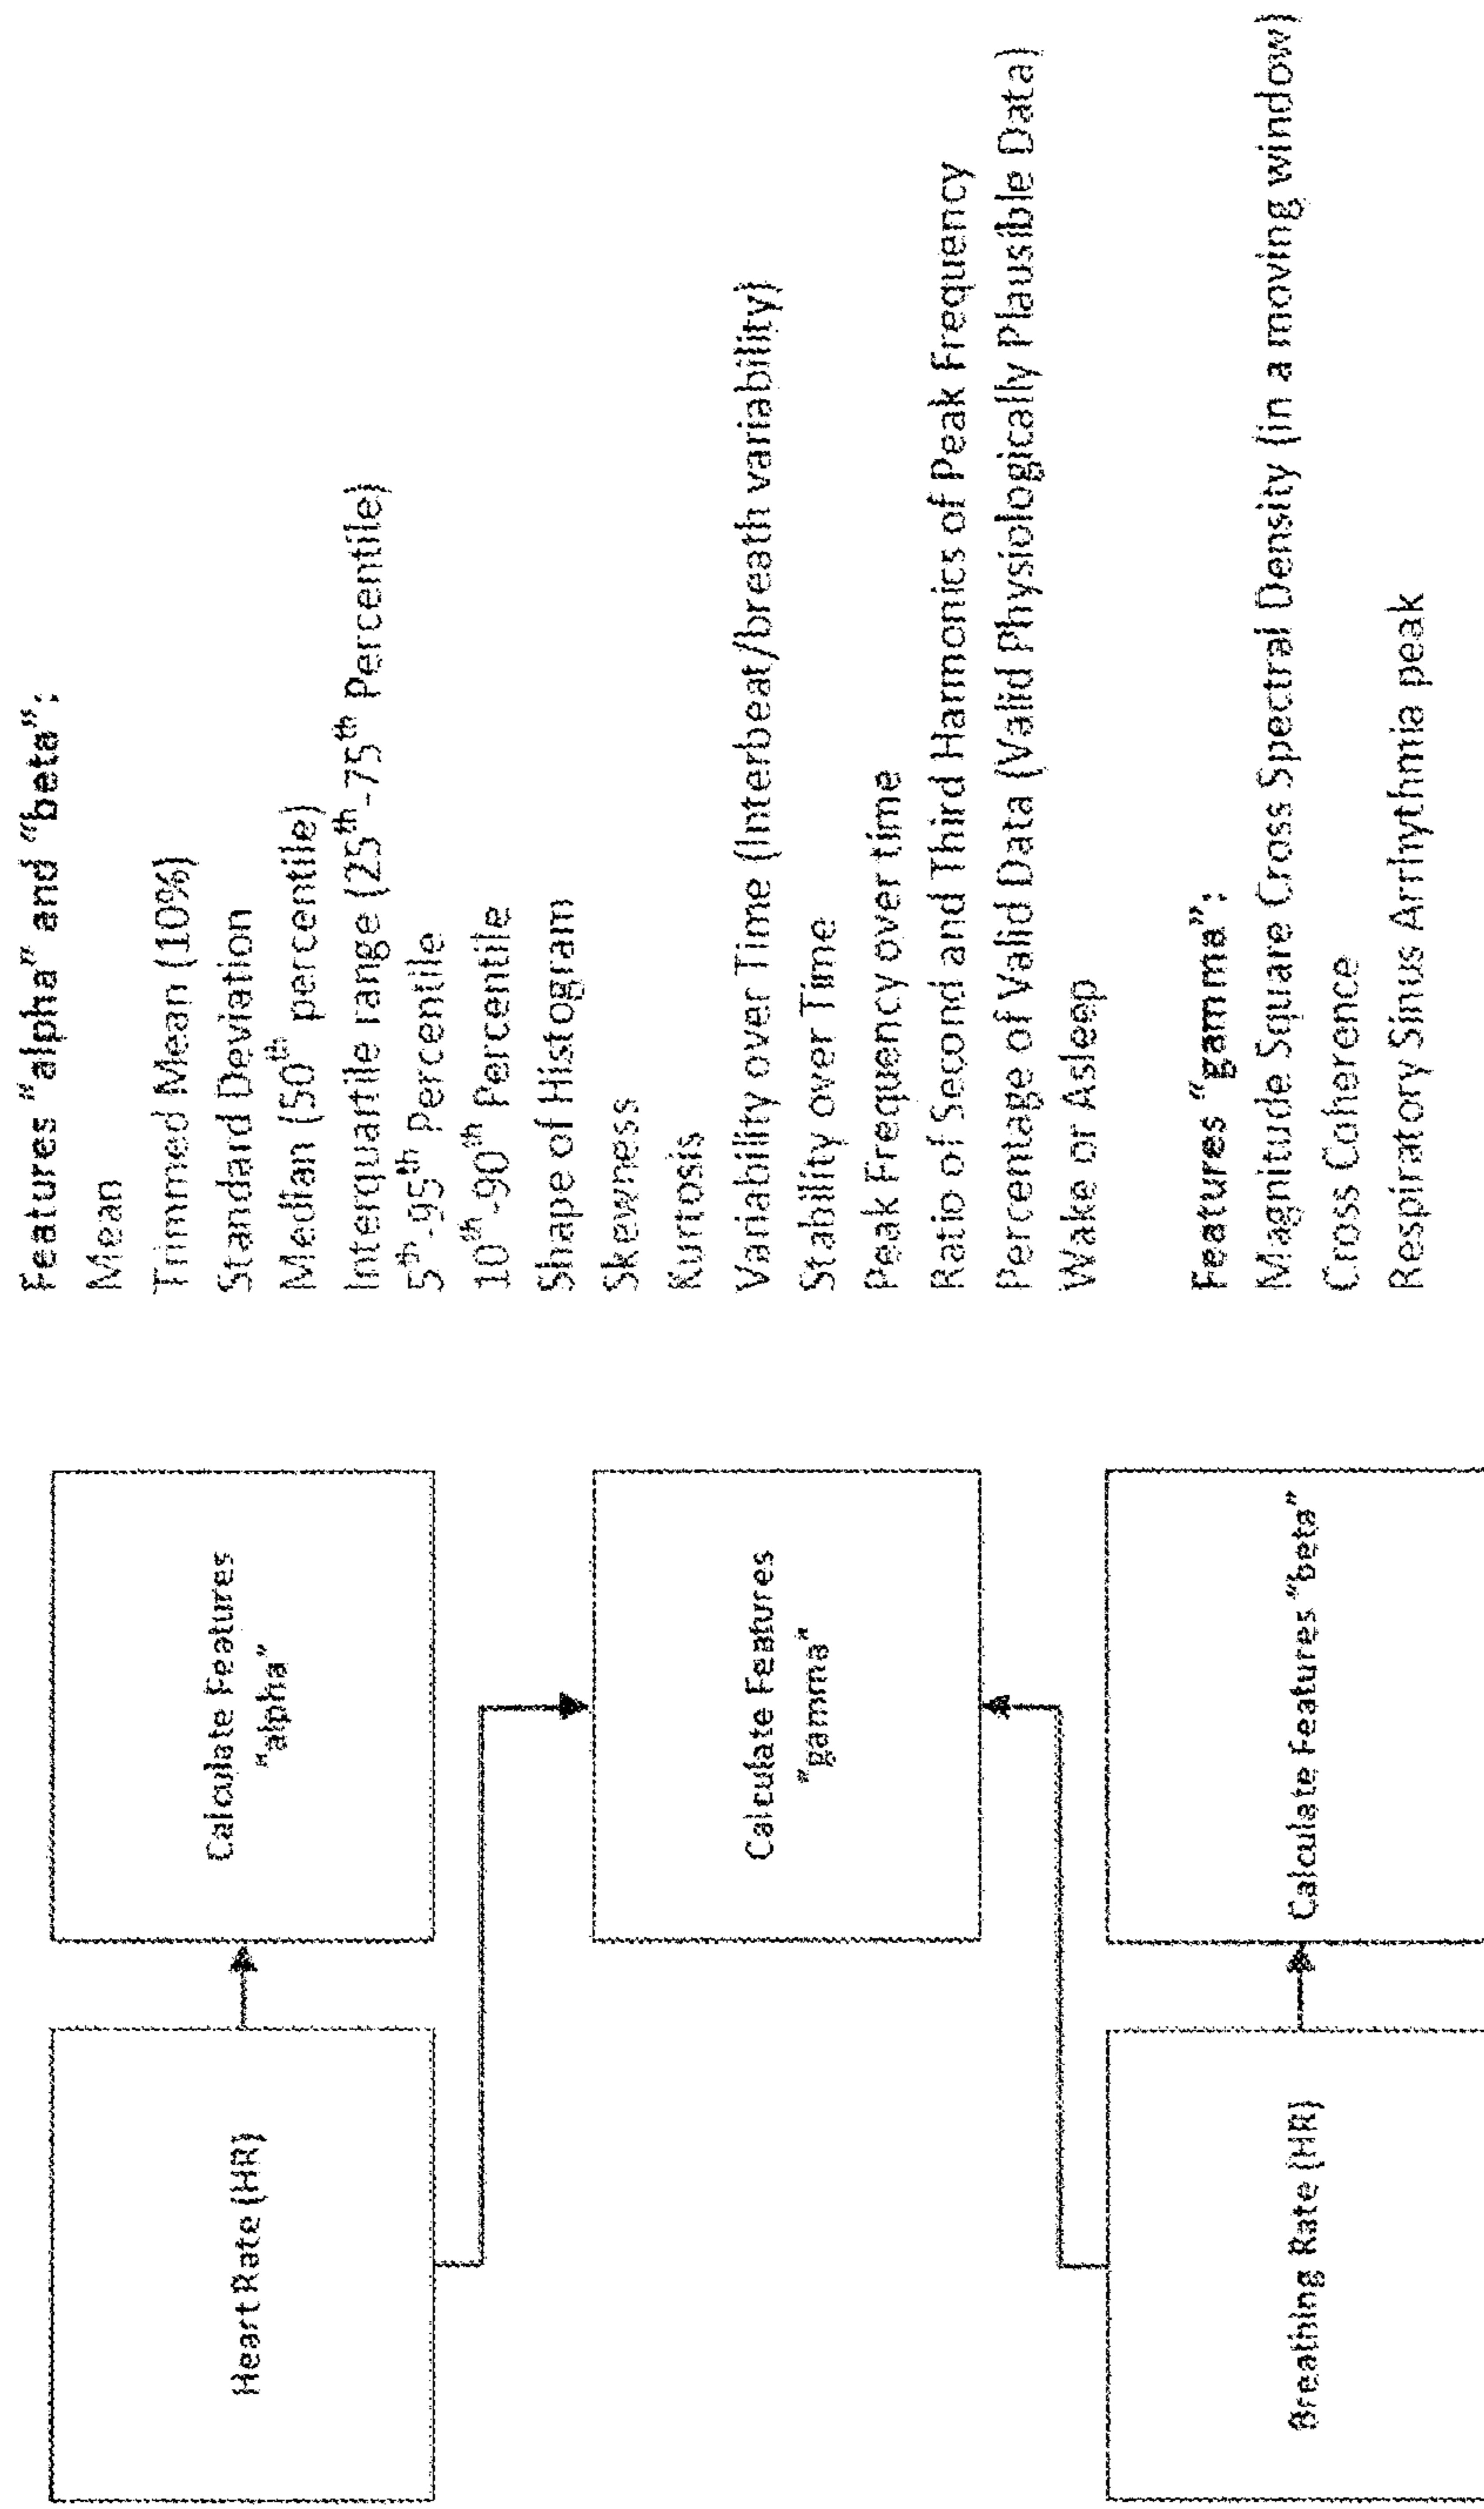 Heart Rate (HR)
Calculate Features
"alpha"
Calculate Features
"gamma"
Breathing Rate (HR)
Calculate Features "beta"
Features "alpha" and "beta":
Mean
Trimmed Mean (10%)
Standard Deviation
Median (50th percentile)
Interquartile range (25th-75th Percentile)
5th-95th Percentile
10th-90th Percentile
Shape of Histogram
Skewness
Kurtosis
Variability over Time (Interbeat/breath variability)
Stability over Time
Peak Frequency over time
Ratio of Second and Third Harmonics of Peak Frequency
Percentage of Valid Data (Valid Physiologically Plausible Data)
Wake or Asleep
Features "gamma":
Magnitude Square Cross Spectral Density (in a moving window)
Cross Coherence
Respiratory Sinus Arrhythmia peak